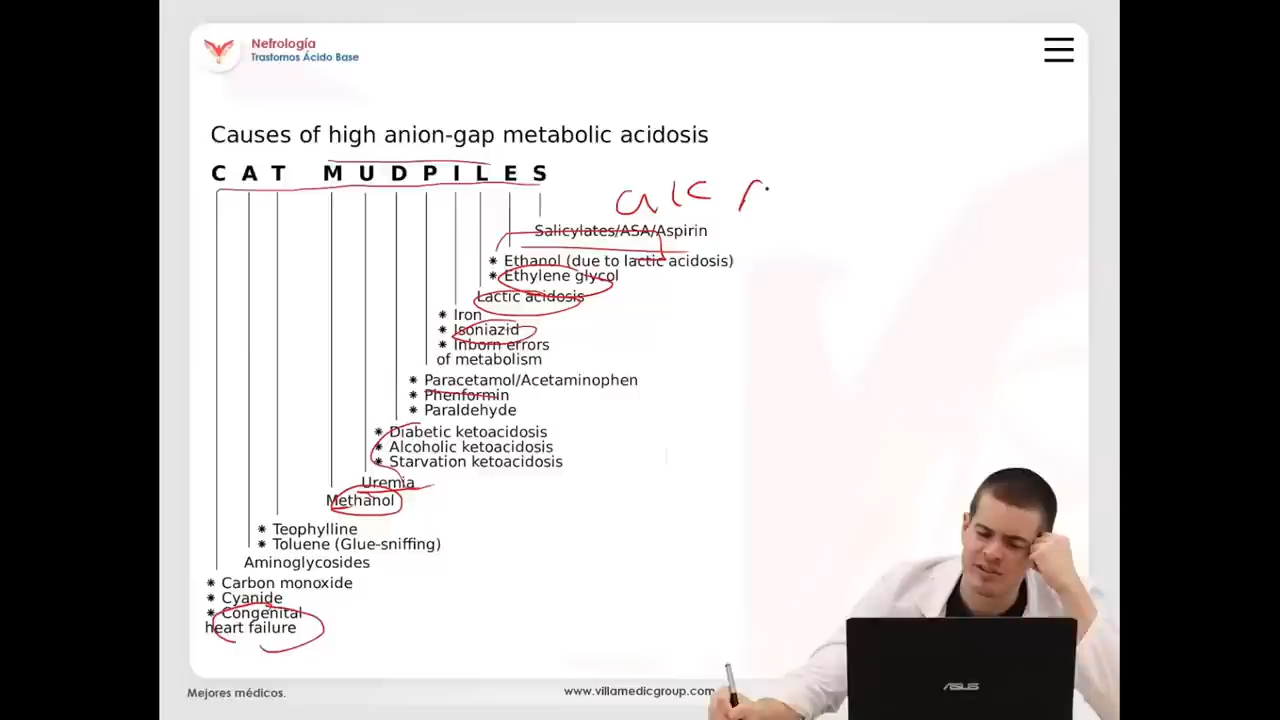 Nefrología
Trastornos Ácido Base
Causes of high anion-gap metabolic acidosis
C A T M U D P I L E S
Salicylates/ASA/Aspirin
* Ethanol (due to lactic acidosis)
* Ethylene glycol
Lactic acidosis
* Iron
* Isoniazid
* Inborn errors
of metabolism
* Paracetamol/Acetaminophen
* Phenformin
* Paraldehyde
* Diabetic ketoacidosis
* Alcoholic ketoacidosis
* Starvation ketoacidosis
Uremia
Methanol
* Teophylline
* Toluene (Glue-sniffing)
Aminoglycosides
* Carbon monoxide
* Cyanide
* Congenital
heart failure
Mejores médicos.
www.villamedicgroup.com
ASUS